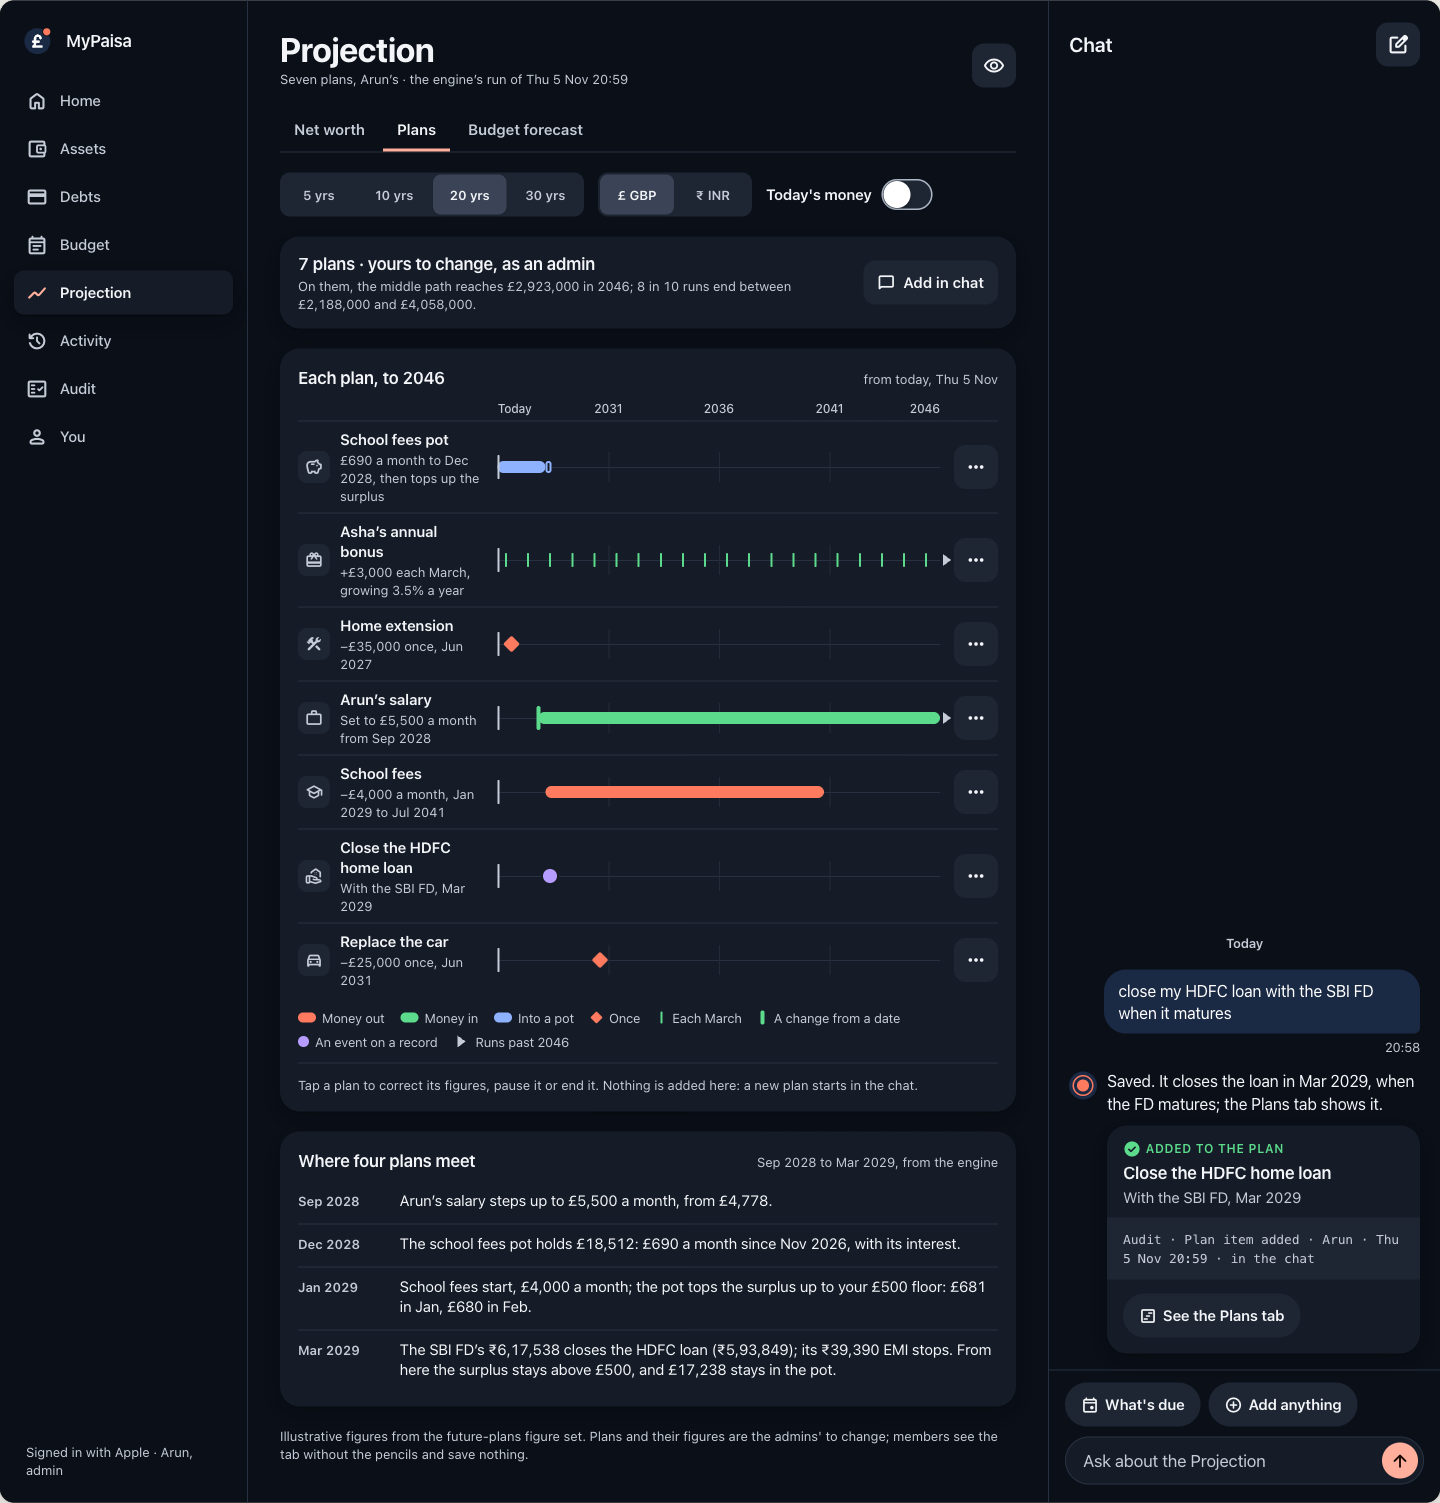 MyPaisa
Home
Assets
Debts
Budget
Projection
Activity
Audit
You
Signed in with Apple · Arun,
admin
Projection
Seven plans, Arun’s · the engine’s run of Thu 5 Nov 20:59
Net worth
Plans
Budget forecast
5 yrs
10 yrs
20 yrs
30 yrs
£ GBP
₹ INR
Today's money
7 plans · yours to change, as an admin
On them, the middle path reaches £2,923,000 in 2046; 8 in 10 runs end between
£2,188,000 and £4,058,000.
Add in chat
Each plan, to 2046
from today, Thu 5 Nov
Today 2031 2036 2041 2046
School fees pot
£690 a month to Dec
2028, then tops up the
surplus
Asha’s annual
bonus
+£3,000 each March,
growing 3.5% a year
Home extension
−£35,000 once, Jun
2027
Arun’s salary
Set to £5,500 a month
from Sep 2028
School fees
−£4,000 a month, Jan
2029 to Jul 2041
Close the HDFC
home loan
With the SBI FD, Mar
2029
Replace the car
−£25,000 once, Jun
2031
Money out
Money in
Into a pot
Once
Each March
A change from a date
An event on a record
Runs past 2046
Tap a plan to correct its figures, pause it or end it. Nothing is added here: a new plan starts in the chat.
Where four plans meet
Sep 2028 to Mar 2029, from the engine
Sep 2028
Arun’s salary steps up to £5,500 a month, from £4,778.
Dec 2028
The school fees pot holds £18,512: £690 a month since Nov 2026, with its interest.
Jan 2029
School fees start, £4,000 a month; the pot tops the surplus up to your £500 floor: £681
in Jan, £680 in Feb.
Mar 2029
The SBI FD’s ₹6,17,538 closes the HDFC loan (₹5,93,849); its ₹39,390 EMI stops. From
here the surplus stays above £500, and £17,238 stays in the pot.
Illustrative figures from the future-plans figure set. Plans and their figures are the admins' to change; members see the
tab without the pencils and save nothing.
Chat
Today
close my HDFC loan with the SBI FD
when it matures
20:58
Saved. It closes the loan in Mar 2029, when
the FD matures; the Plans tab shows it.
ADDED TO THE PLAN
Close the HDFC home loan
With the SBI FD, Mar 2029
Audit · Plan item added · Arun · Thu
5 Nov 20:59 · in the chat
See the Plans tab
What's due
Add anything
Ask about the Projection